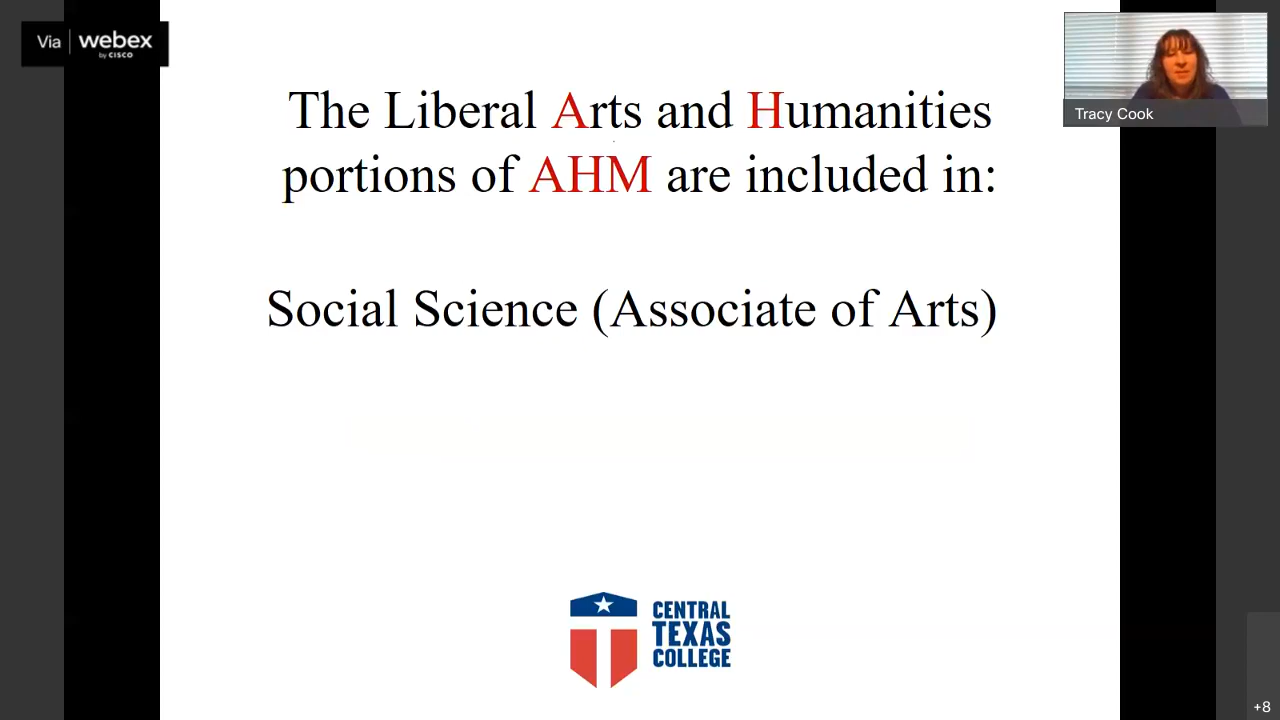 Via webex
by CISCO
The Liberal Arts and Humanities
portions of AHM are included in:
Social Science (Associate of Arts)
Tracy Cook
CENTRAL
TEXAS
COLLEGE
+8